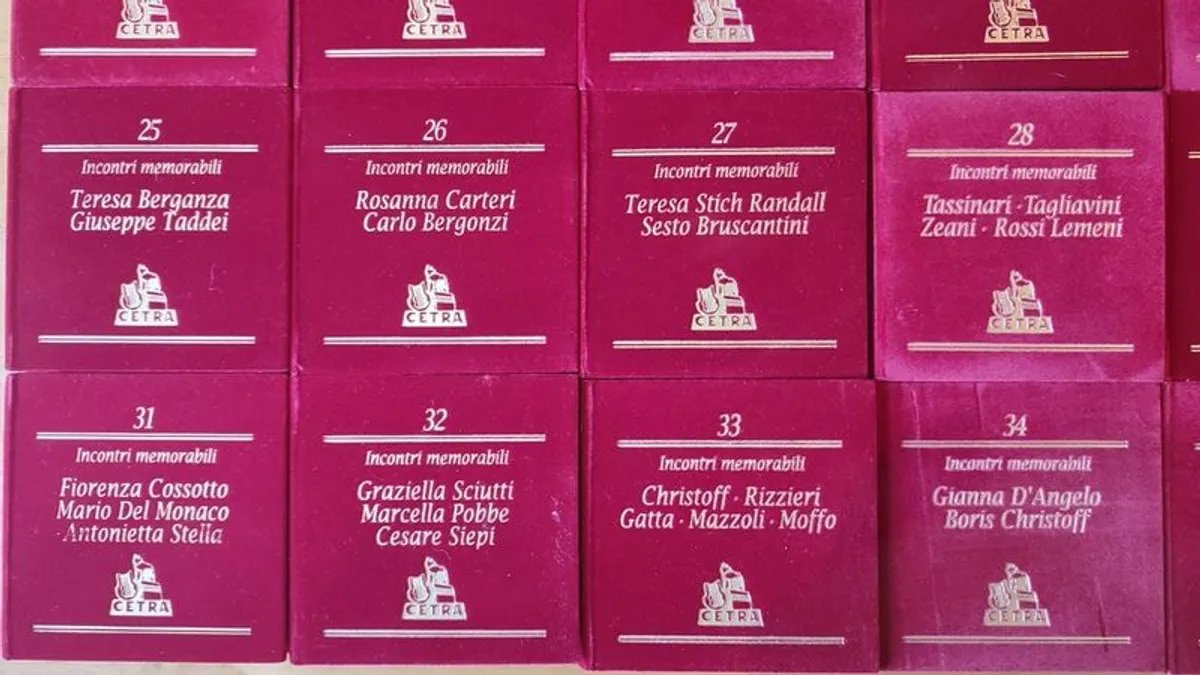 CETRA
CETRA
CETRA
CETRA
25
Incontri memorabili
Teresa Berganza
Giuseppe Taddei
CETRA
26
Incontri memorabili
Rosanna Carteri
Carlo Bergonzi
CETRA
27
Incontri memorabili
Teresa Stich Randall
Sesto Bruscantini
CETRA
28
Incontri memorabili
Tassinari · Tagliavini
Zeani · Rossi Lemeni
CETRA
31
Incontri memorabili
Fiorenza Cossotto
Mario Del Monaco
Antonietta Stella
CETRA
32
Incontri memorabili
Graziella Sciutti
Marcella Pobbe
Cesare Siepi
CETRA
33
Incontri memorabili
Christoff · Rizzieri
Gatta · Mazzoli · Moffo
CETRA
34
Incontri memorabili
Gianna D'Angelo
Boris Christoff
CETRA